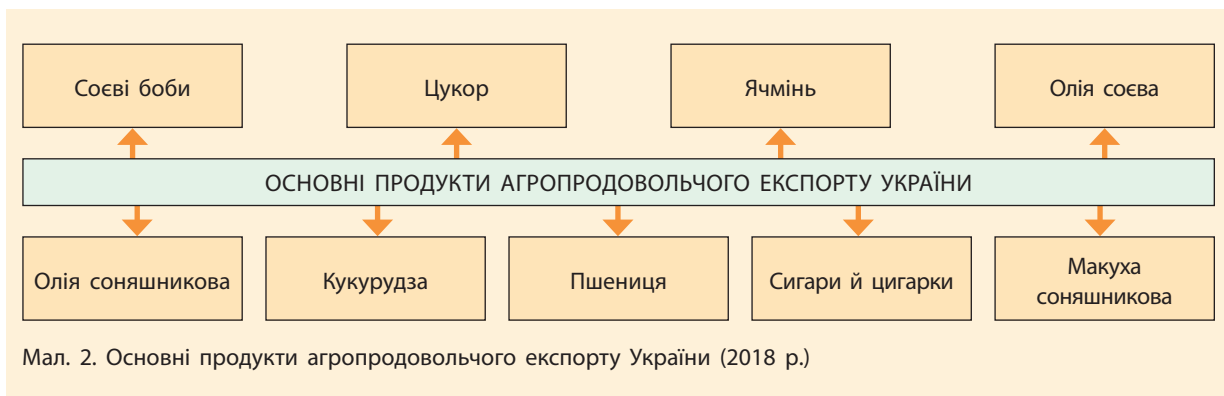 Соєві боби
Цукор
Ячмінь
Олія соєва
ОСНОВНІ ПРОДУКТИ АГРОПРОДОВОЛЬЧОГО ЕКСПОРТУ УКРАЇНИ
Олія соняшникова
Кукурудза
Пшениця
Сигари й цигарки
Макуха
соняшникова
Мал. 2. Основні продукти агропродовольчого експорту України (2018 р.)